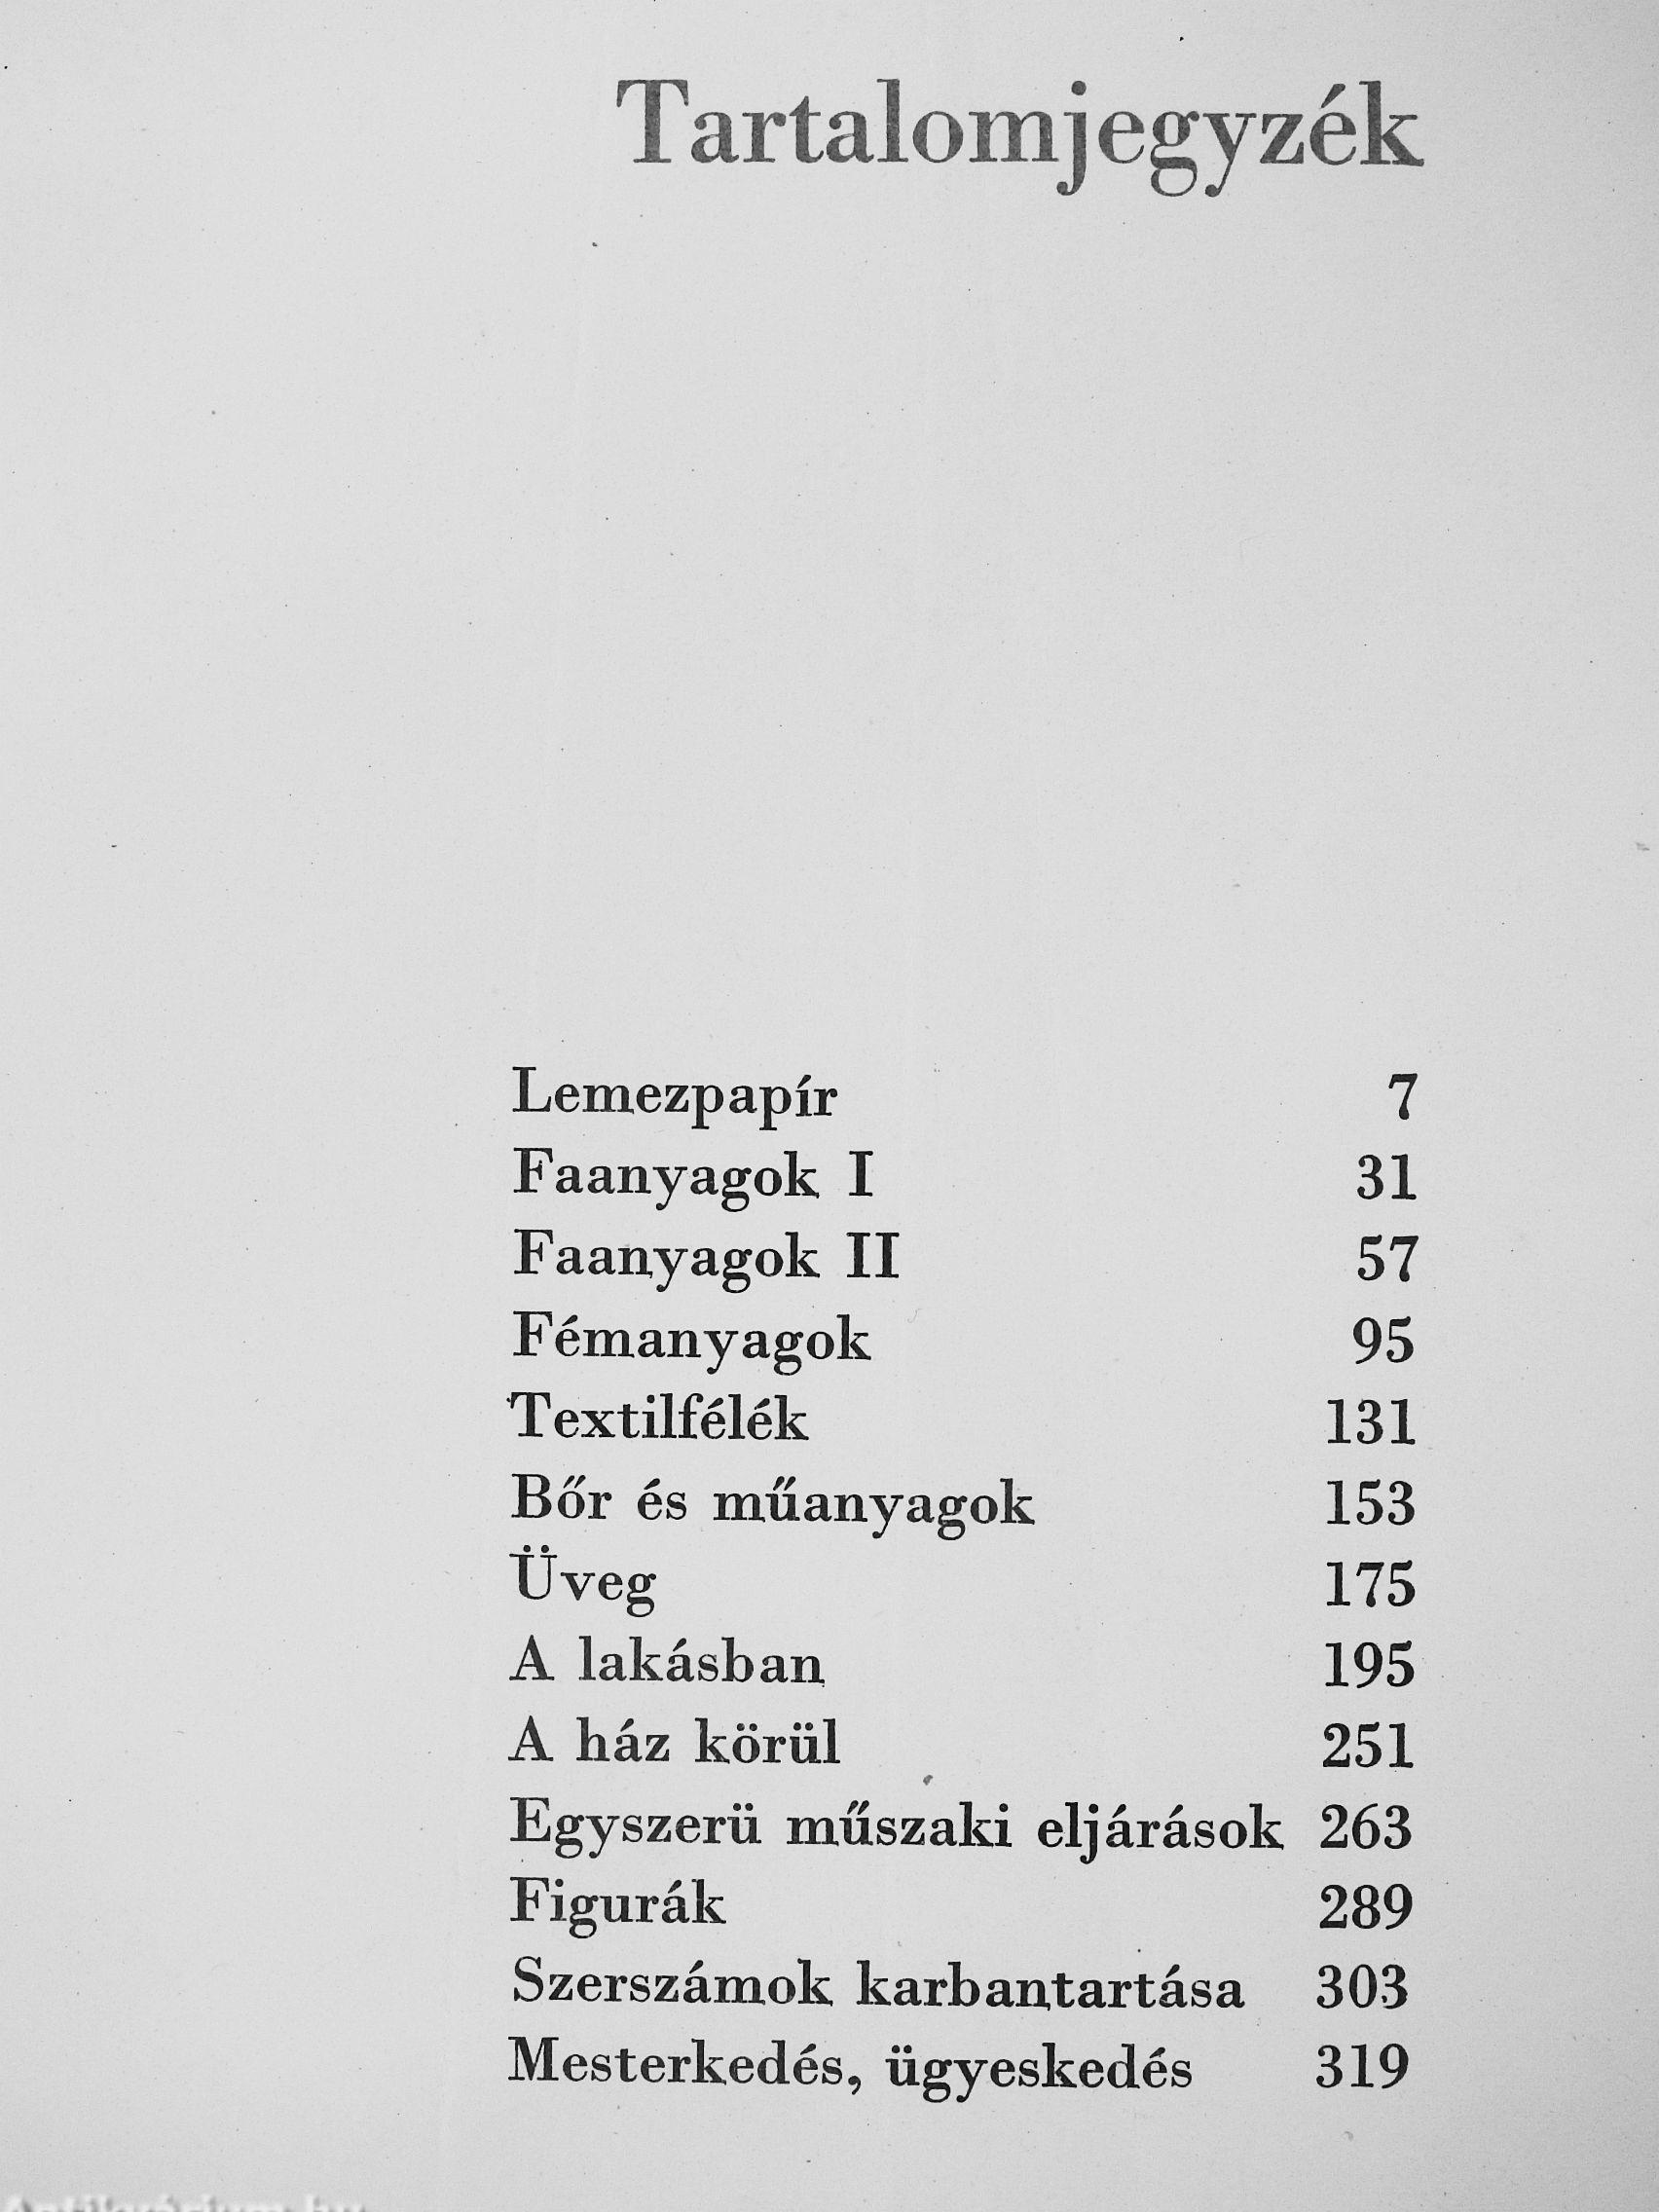 Tartalomjegyzék
Lemezpapír 7
Faanyagok I 31
Faanyagok II 57
Fémanyagok 95
Textilfélék 131
Bőr és műanyagok 153
Üveg 175
A lakásban 195
A ház körül 251
Egyszerü műszaki eljárások 263
Figurák 289
Szerszámok karbantartása 303
Mesterkedés, ügyeskedés 319